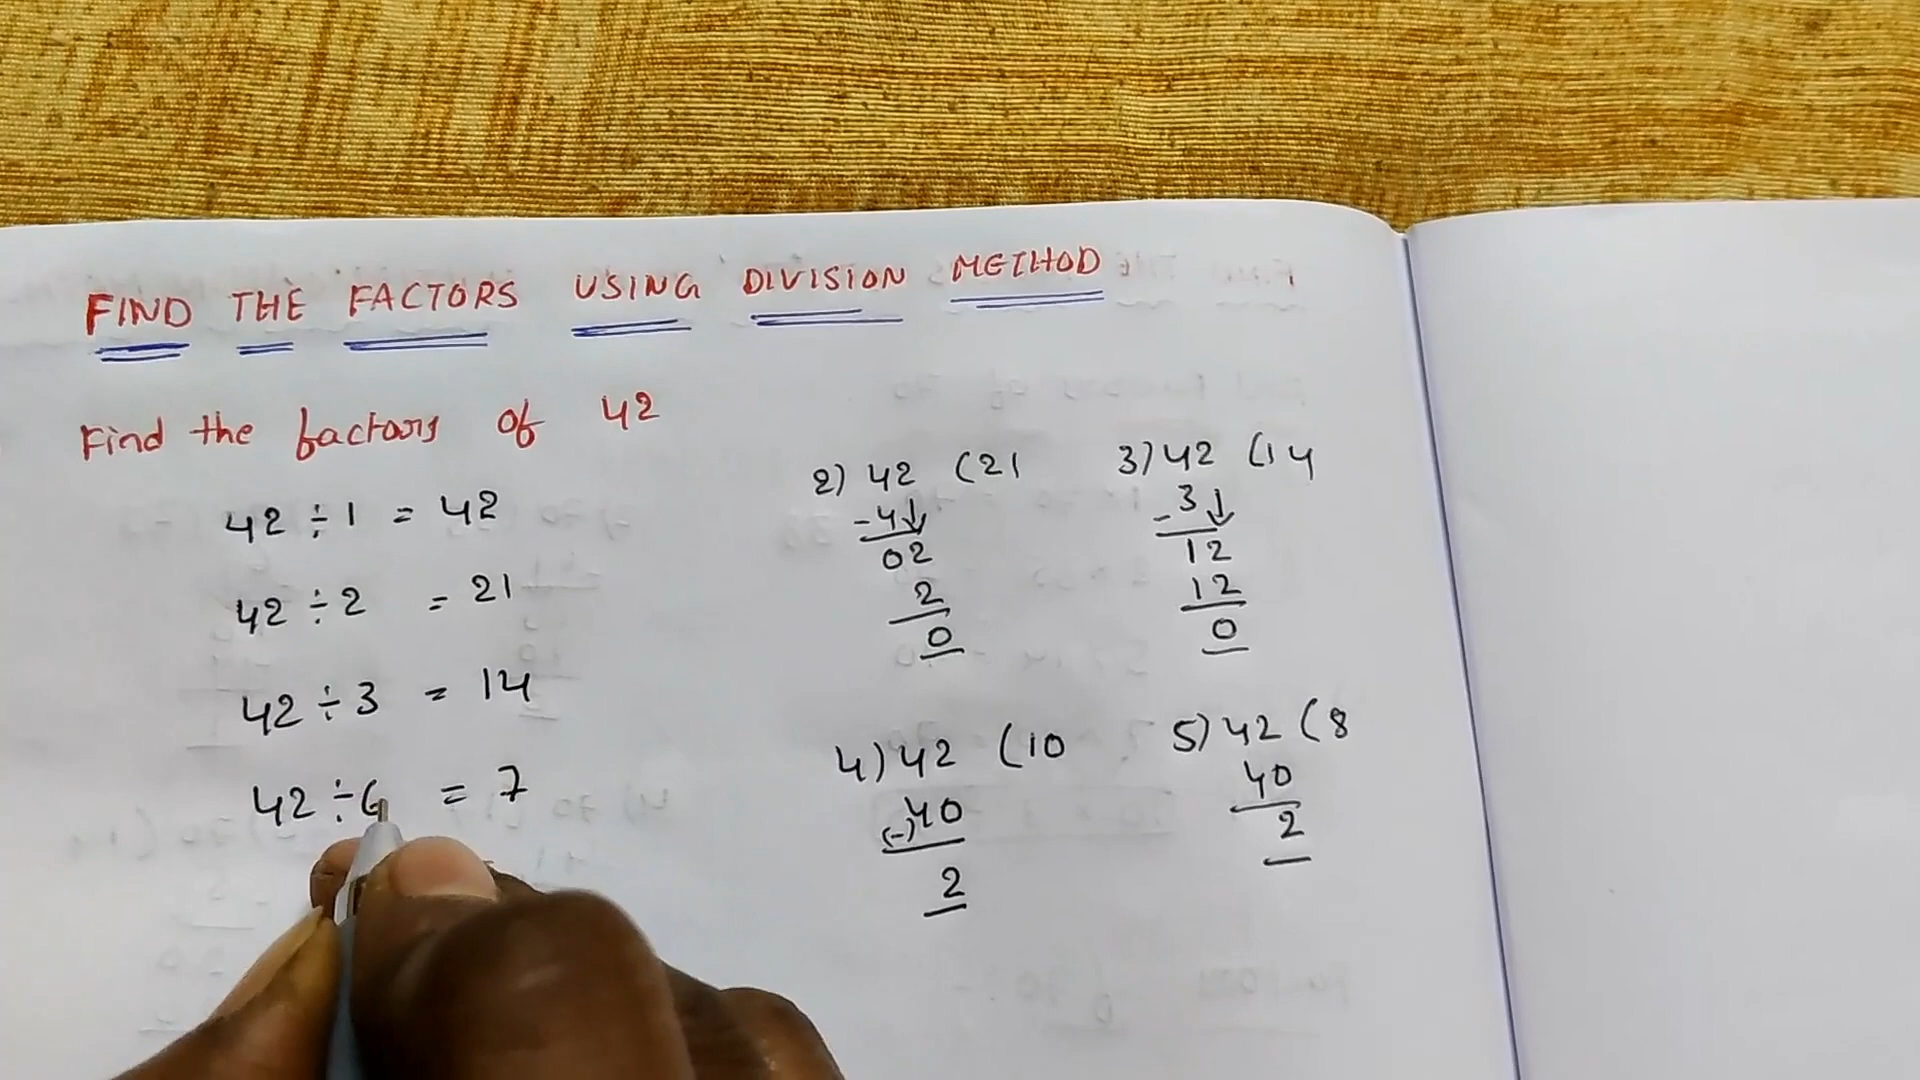 FIND THE FACTORS USING DIVISION METHOD
Find the factors of 42
42 ÷ 1 = 42
42 ÷ 2 = 21
42 ÷ 3 = 14
42 ÷ 6 = 7
2) 42 (21
- 4↓
02
2
0
3) 42 (14
- 3↓
12
12
0
4) 42 (10
(-) 40
2
5) 42 (8
40
2